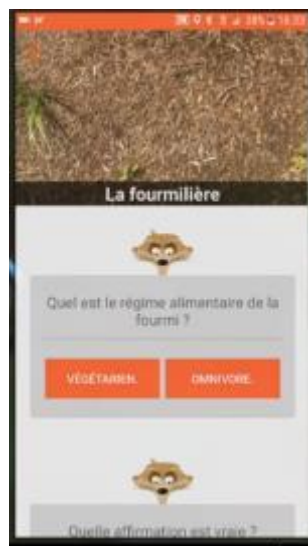 La fourmilière
Quel est le régime alimentaire de la
fourmi ?
VÉGÉTARIEN.
OMNIVORE.
Quelle affirmation est vraie ?